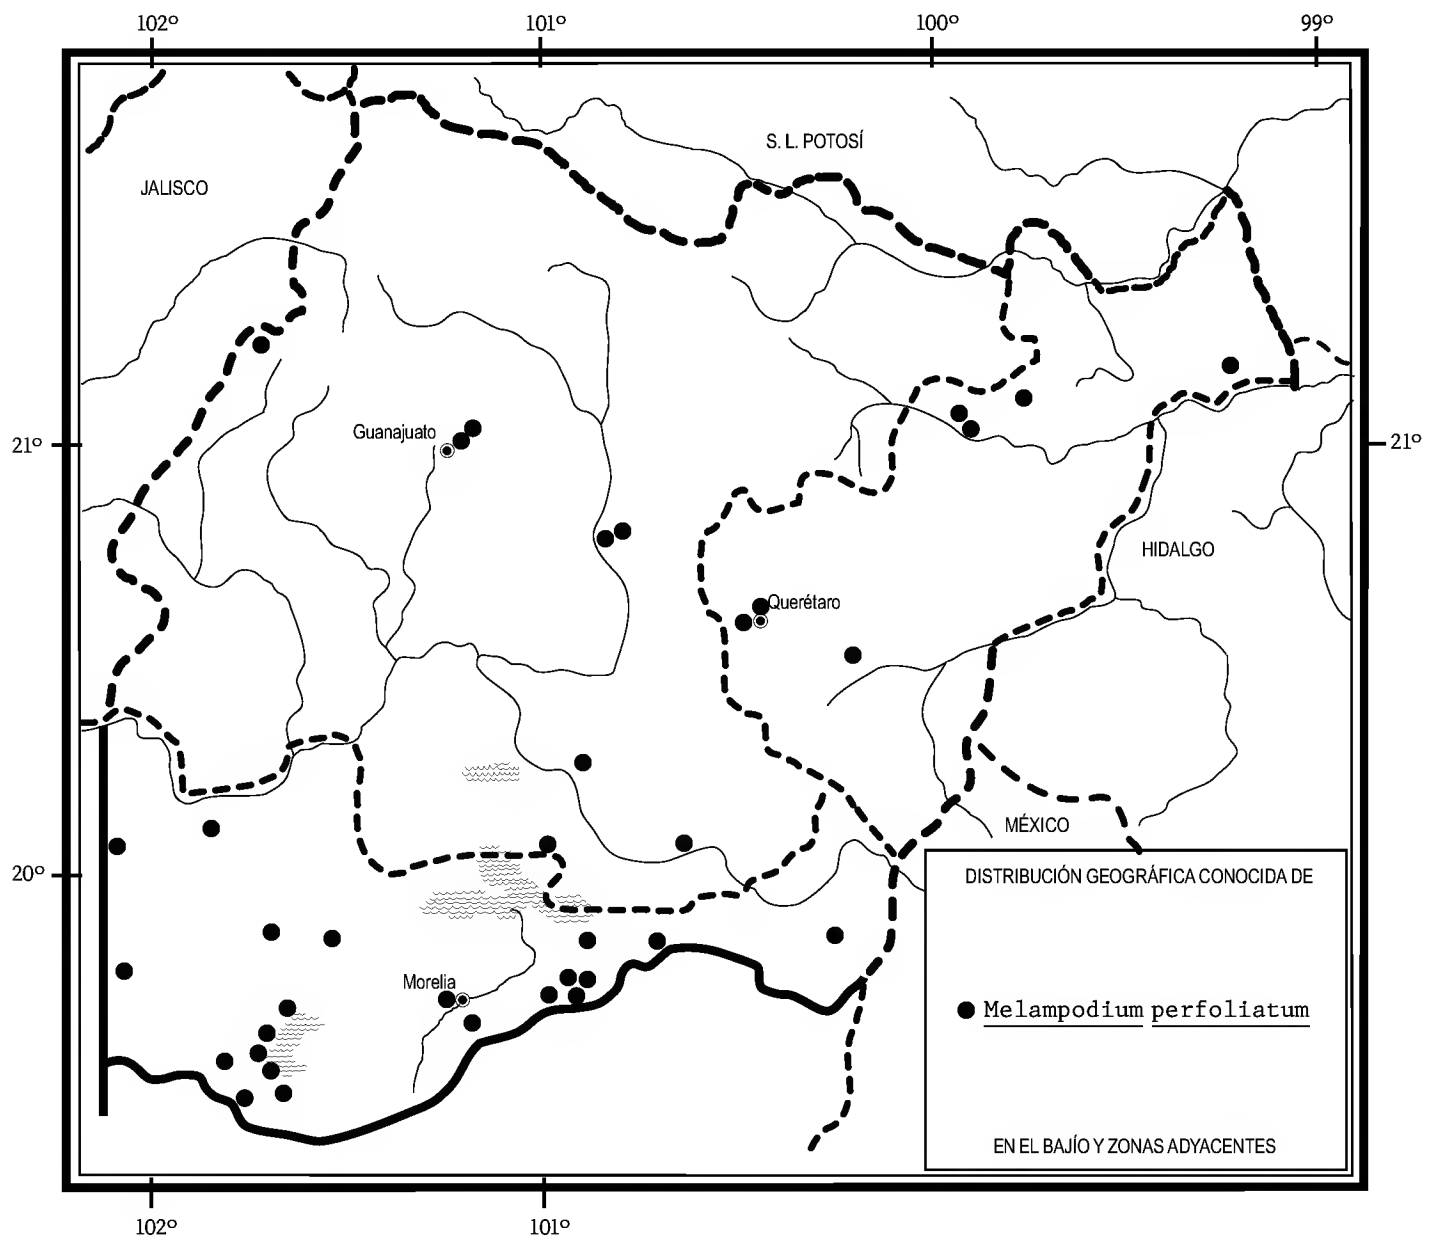 102º
101º
100º
99º
S. L. POTOSÍ
JALISCO
Guanajuato
21º
21º
HIDALGO
Querétaro
MÉXICO
20º
DISTRIBUCIÓN GEOGRÁFICA CONOCIDA DE
Morelia
Melampodium perfoliatum
EN EL BAJÍO Y ZONAS ADYACENTES
102º
101º